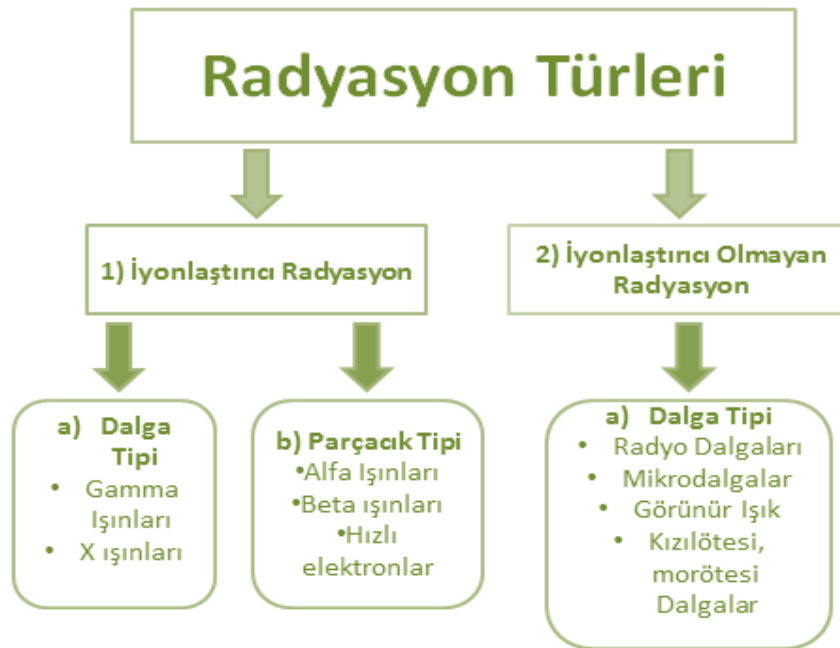 Radyasyon Türleri
1) İyonlaştırıcı Radyasyon
2) İyonlaştırıcı Olmayan
Radyasyon
a) Dalga
Tipi
• Gamma
Işınları
• X ışınları
b) Parçacık Tipi
•Alfa Işınları
•Beta ışınları
•Hızlı
elektronlar
a) Dalga Tipi
• Radyo Dalgaları
• Mikrodalgalar
• Görünür Işık
• Kızılötesi,
morötesi
Dalgalar